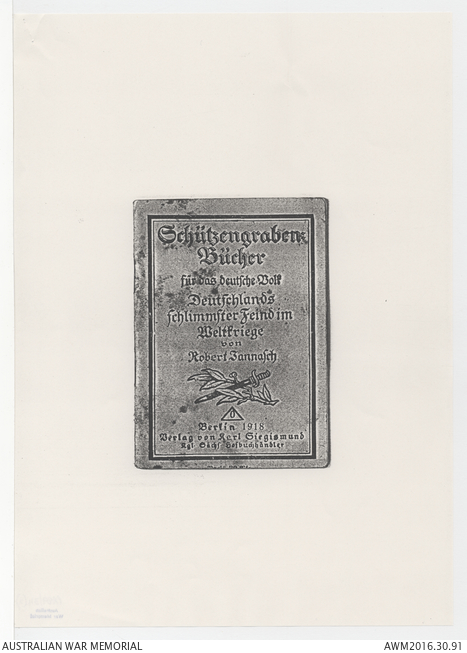 Schützengraben-
Bücher
für das deutsche Volk
Deutschlands
schlimmster Feind im
Weltkriege
von
Robert Jannasch
Berlin 1918
Verlag von Karl Siegismund
Kgl. Sächs. Hofbuchhändler
AUSTRALIAN WAR MEMORIAL
AWM2016.30.91